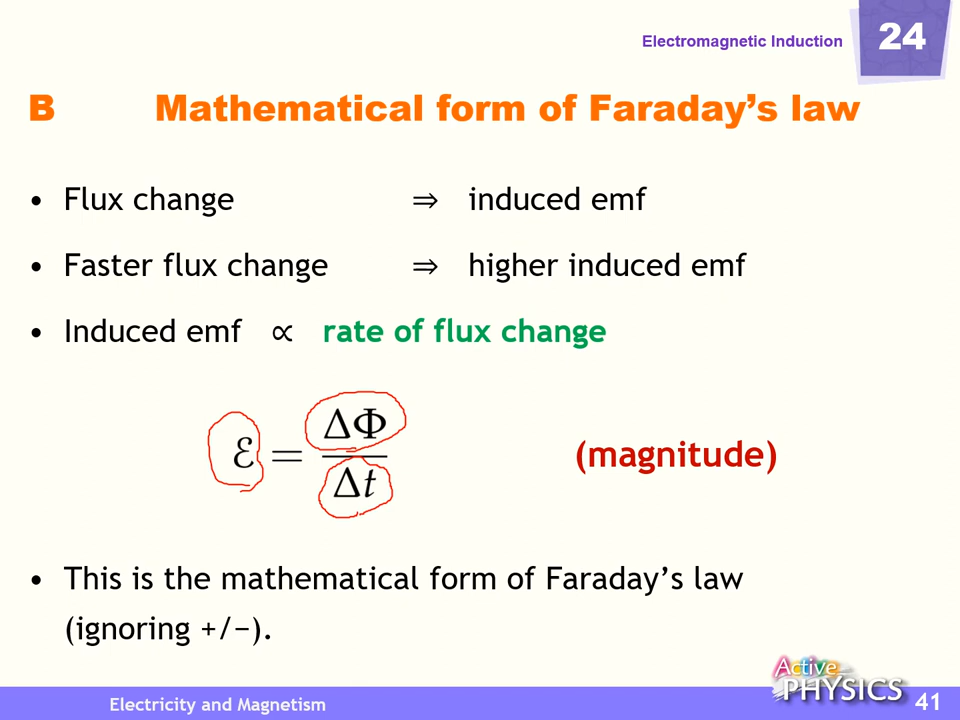 Electromagnetic Induction 24
B Mathematical form of Faraday’s law
• Flux change ⇒ induced emf
• Faster flux change ⇒ higher induced emf
• Induced emf ∝ rate of flux change
ℰ = ΔΦ / Δt (magnitude)
• This is the mathematical form of Faraday’s law
(ignoring +/−).
Active
PHYSICS
Electricity and Magnetism 41